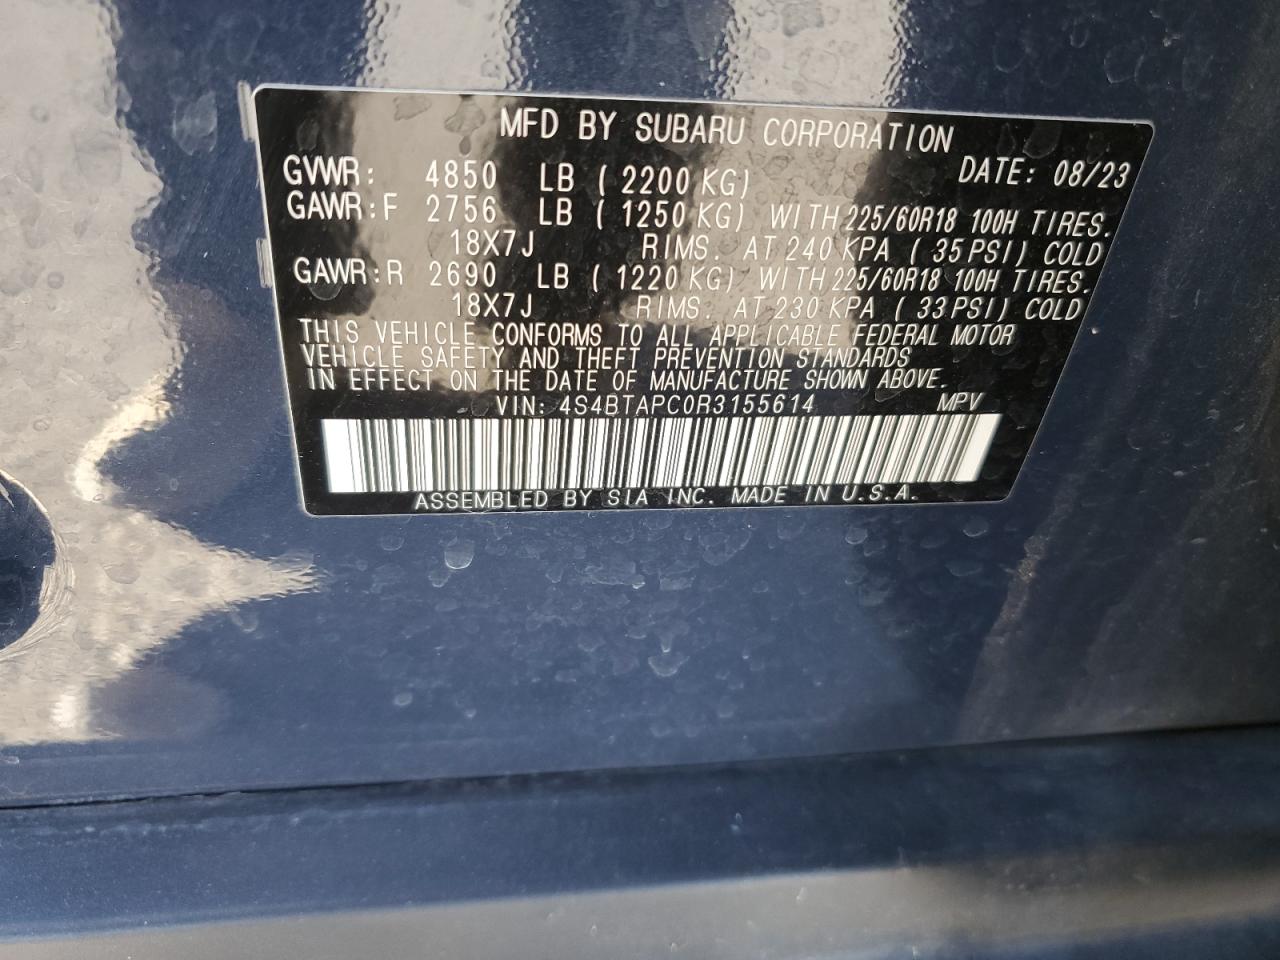 MFD BY SUBARU CORPORATION
GVWR: 4850 LB ( 2200 KG) DATE: 08/23
GAWR:F 2756 LB ( 1250 KG) WITH 225/60R18 100H TIRES.
18X7J RIMS. AT 240 KPA ( 35 PSI) COLD
GAWR:R 2690 LB ( 1220 KG) WITH 225/60R18 100H TIRES.
18X7J RIMS. AT 230 KPA ( 33 PSI) COLD
THIS VEHICLE CONFORMS TO ALL APPLICABLE FEDERAL MOTOR
VEHICLE SAFETY AND THEFT PREVENTION STANDARDS
IN EFFECT ON THE DATE OF MANUFACTURE SHOWN ABOVE.
VIN: 4S4BTAPC0R3155614 MPV
ASSEMBLED BY SIA INC. MADE IN U.S.A.